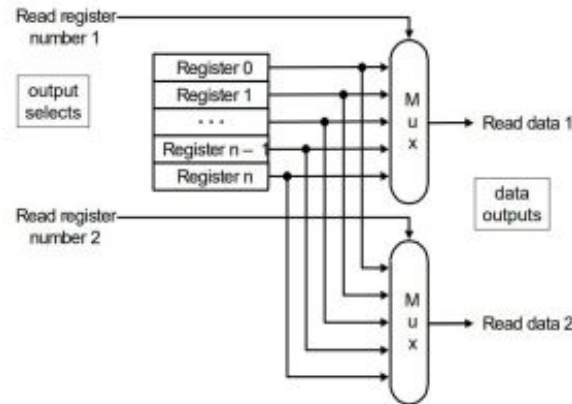 Read register
number 1
output
selects
Register 0
Register 1
. . .
Register n – 1
Register n
M
u
x
Read data 1
data
outputs
Read register
number 2
M
u
x
Read data 2